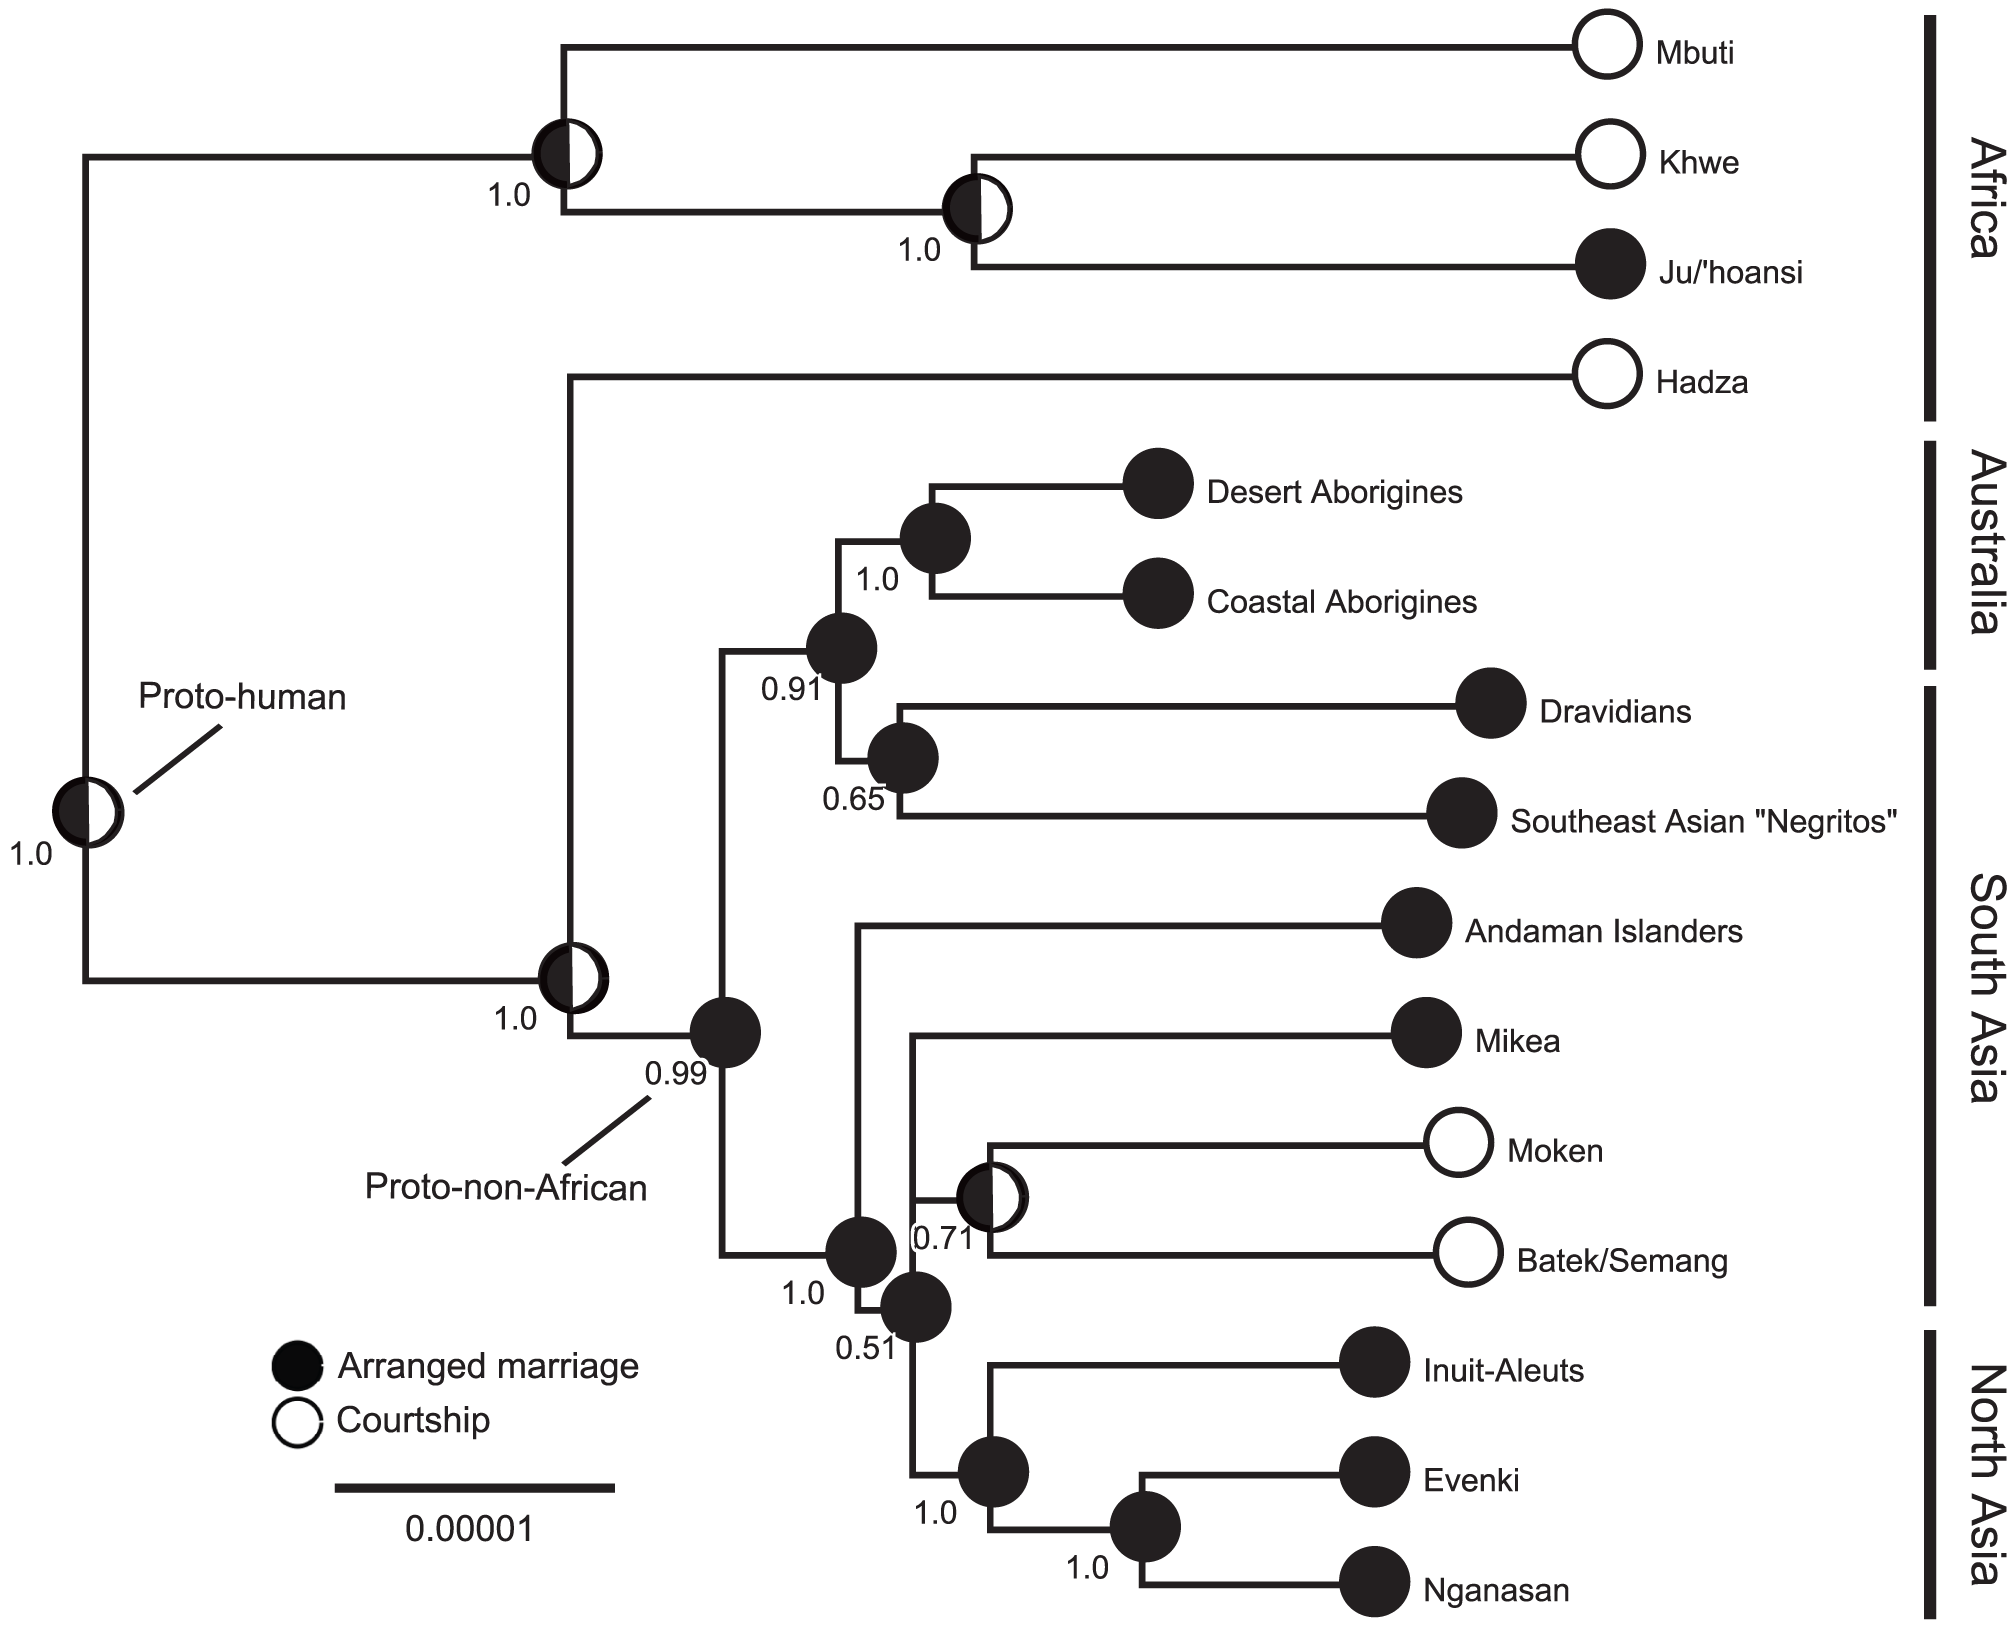 Mbuti
Khwe
1.0
1.0
Ju/'hoansi
Hadza
Africa
Desert Aborigines
1.0
Coastal Aborigines
Australia
0.91
Proto-human
Dravidians
0.65
Southeast Asian "Negritos"
1.0
Andaman Islanders
1.0
Mikea
0.99
South Asia
Moken
Proto-non-African
0.71
Batek/Semang
1.0
0.51
Arranged marriage
Inuit-Aleuts
Courtship
Evenki
1.0
0.00001
1.0
Nganasan
North Asia